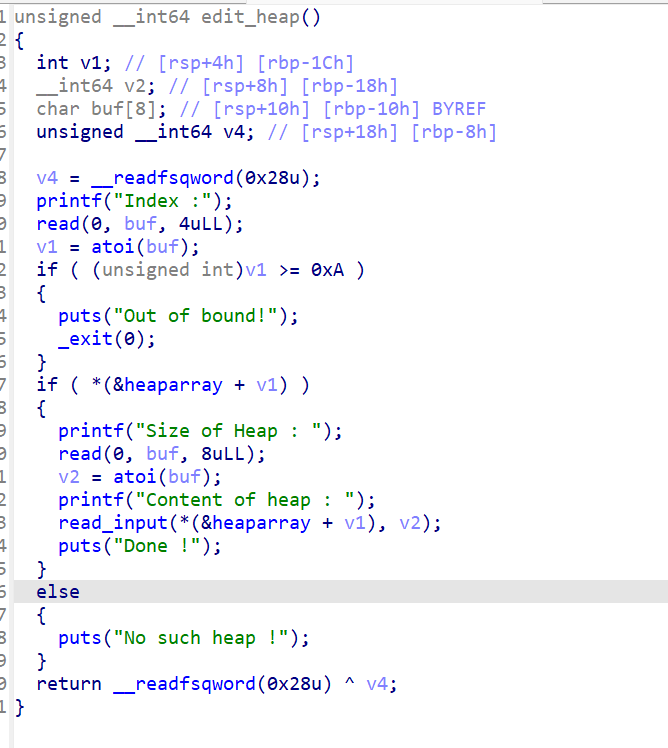 1 unsigned __int64 edit_heap()
2 {
3   int v1; // [rsp+4h] [rbp-1Ch]
4   __int64 v2; // [rsp+8h] [rbp-18h]
5   char buf[8]; // [rsp+10h] [rbp-10h] BYREF
6   unsigned __int64 v4; // [rsp+18h] [rbp-8h]
7
8   v4 = __readfsqword(0x28u);
9   printf("Index :");
0   read(0, buf, 4uLL);
1   v1 = atoi(buf);
2   if ( (unsigned int)v1 >= 0xA )
3   {
4     puts("Out of bound!");
5     _exit(0);
6   }
7   if ( *(&heaparray + v1) )
8   {
9     printf("Size of Heap : ");
0     read(0, buf, 8uLL);
1     v2 = atoi(buf);
2     printf("Content of heap : ");
3     read_input(*(&heaparray + v1), v2);
4     puts("Done !");
5   }
6   else
7   {
8     puts("No such heap !");
9   }
0   return __readfsqword(0x28u) ^ v4;
1 }